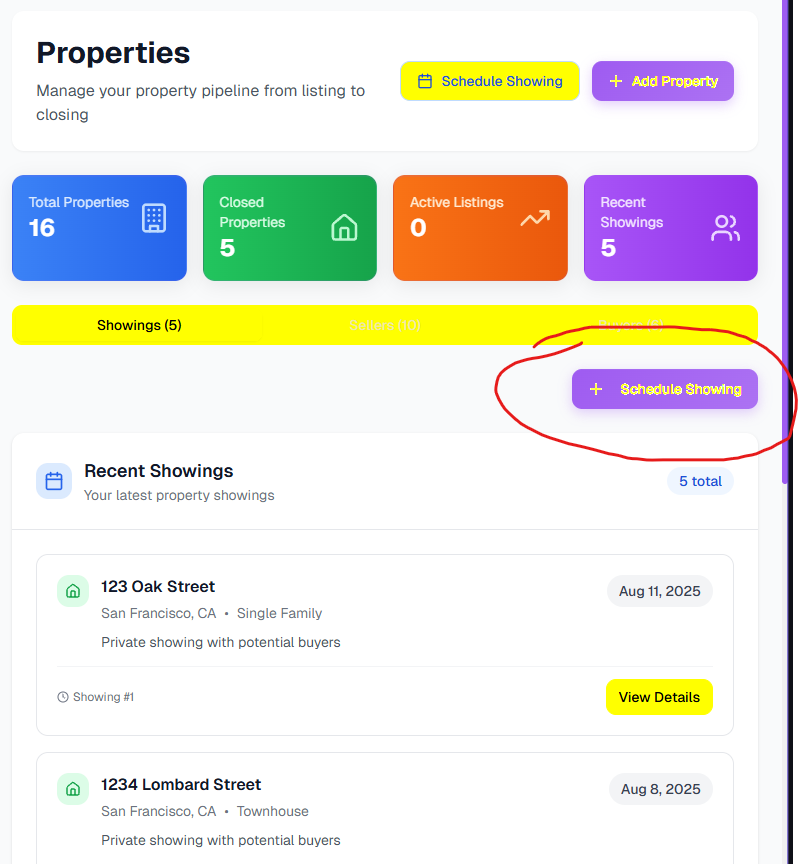 Properties
Manage your property pipeline from listing to
closing
Schedule Showing
Add Property
Total Properties
16
Closed
Properties
5
Active Listings
0
Recent
Showings
5
Showings (5)
Sellers (10)
Schedule Showing
Recent Showings
Your latest property showings
5 total
123 Oak Street
Aug 11, 2025
San Francisco, CA • Single Family
Private showing with potential buyers
Showing #1
View Details
1234 Lombard Street
Aug 8, 2025
San Francisco, CA • Townhouse
Private showing with potential buyers